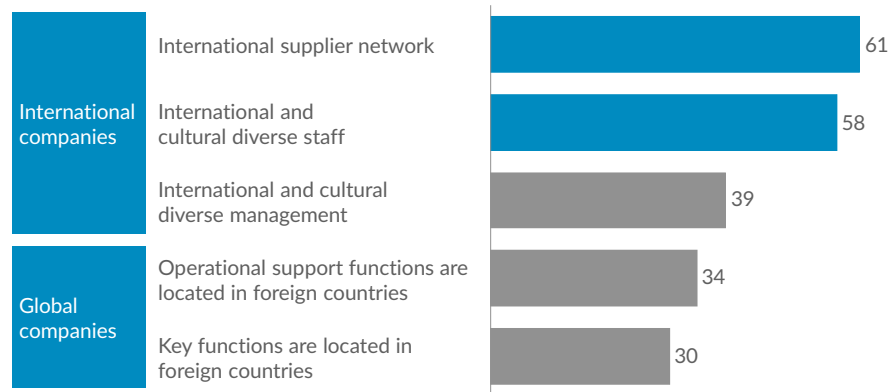 International
companies
International supplier network
61
International and
cultural diverse staff
58
International and cultural
diverse management
39
Global
companies
Operational support functions are
located in foreign countries
34
Key functions are located in
foreign countries
30